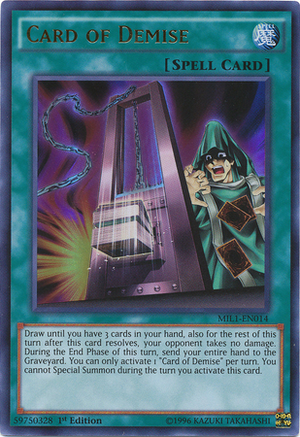 Card of Demise
[Spell Card]
MIL1-EN014
Draw until you have 3 cards in your hand, also for the rest of this
turn after this card resolves, your opponent takes no damage.
During the End Phase of this turn, send your entire hand to the
Graveyard. You can only activate 1 "Card of Demise" per turn. You
cannot Special Summon during the turn you activate this card.
59750328 1st Edition ©1996 KAZUKI TAKAHASHI